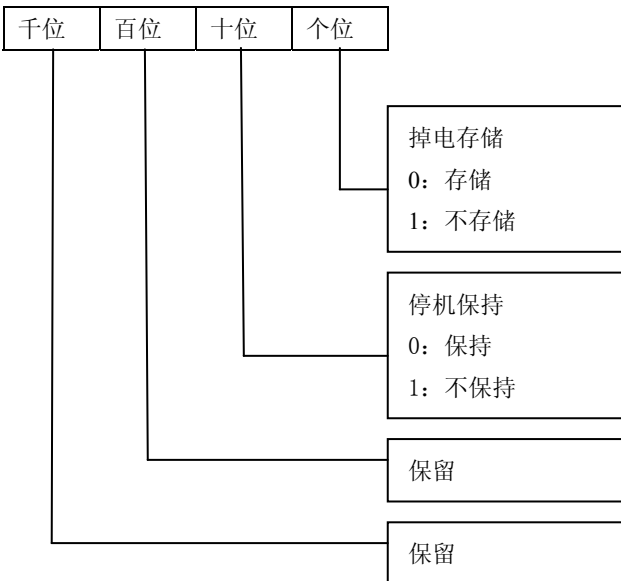 千位 百位 十位 个位
掉电存储
0：存储
1：不存储
停机保持
0：保持
1：不保持
保留
保留